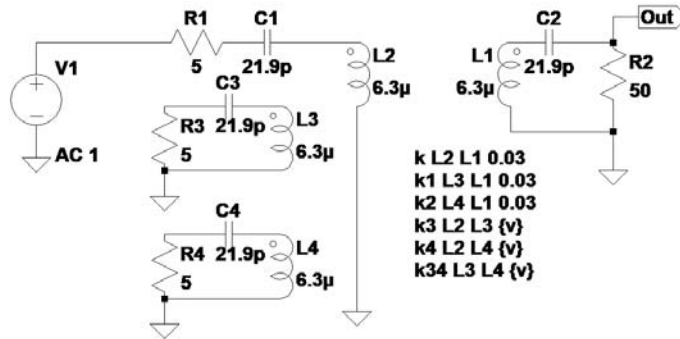 R1
5
C1
21.9p
L2
6.3µ
L1
6.3µ
C2
21.9p
Out
R2
50
V1
AC 1
C3
21.9p
R3
5
L3
6.3µ
C4
21.9p
R4
5
L4
6.3µ
k L2 L1 0.03
k1 L3 L1 0.03
k2 L4 L1 0.03
k3 L2 L3 {v}
k4 L2 L4 {v}
k34 L3 L4 {v}